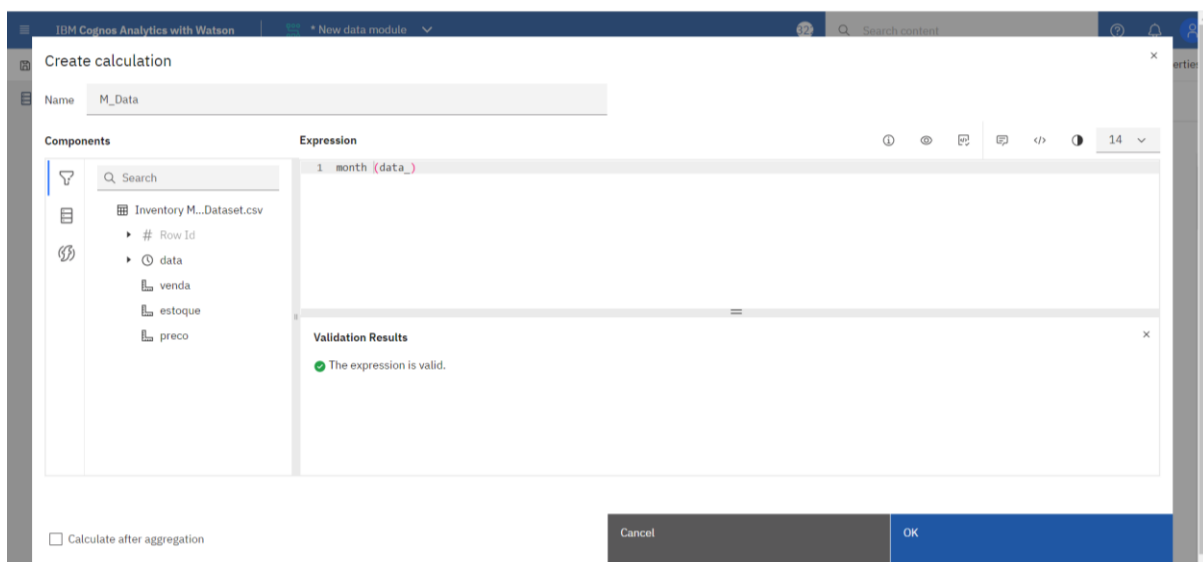 IBM Cognos Analytics with Watson
* New data module
32
Search content
Create calculation
erties
Name
M_Data
Components
Expression
14
1 month (data_)
Search
Inventory M...Dataset.csv
# Row Id
data
venda
estoque
preco
Validation Results
The expression is valid.
Calculate after aggregation
Cancel
OK